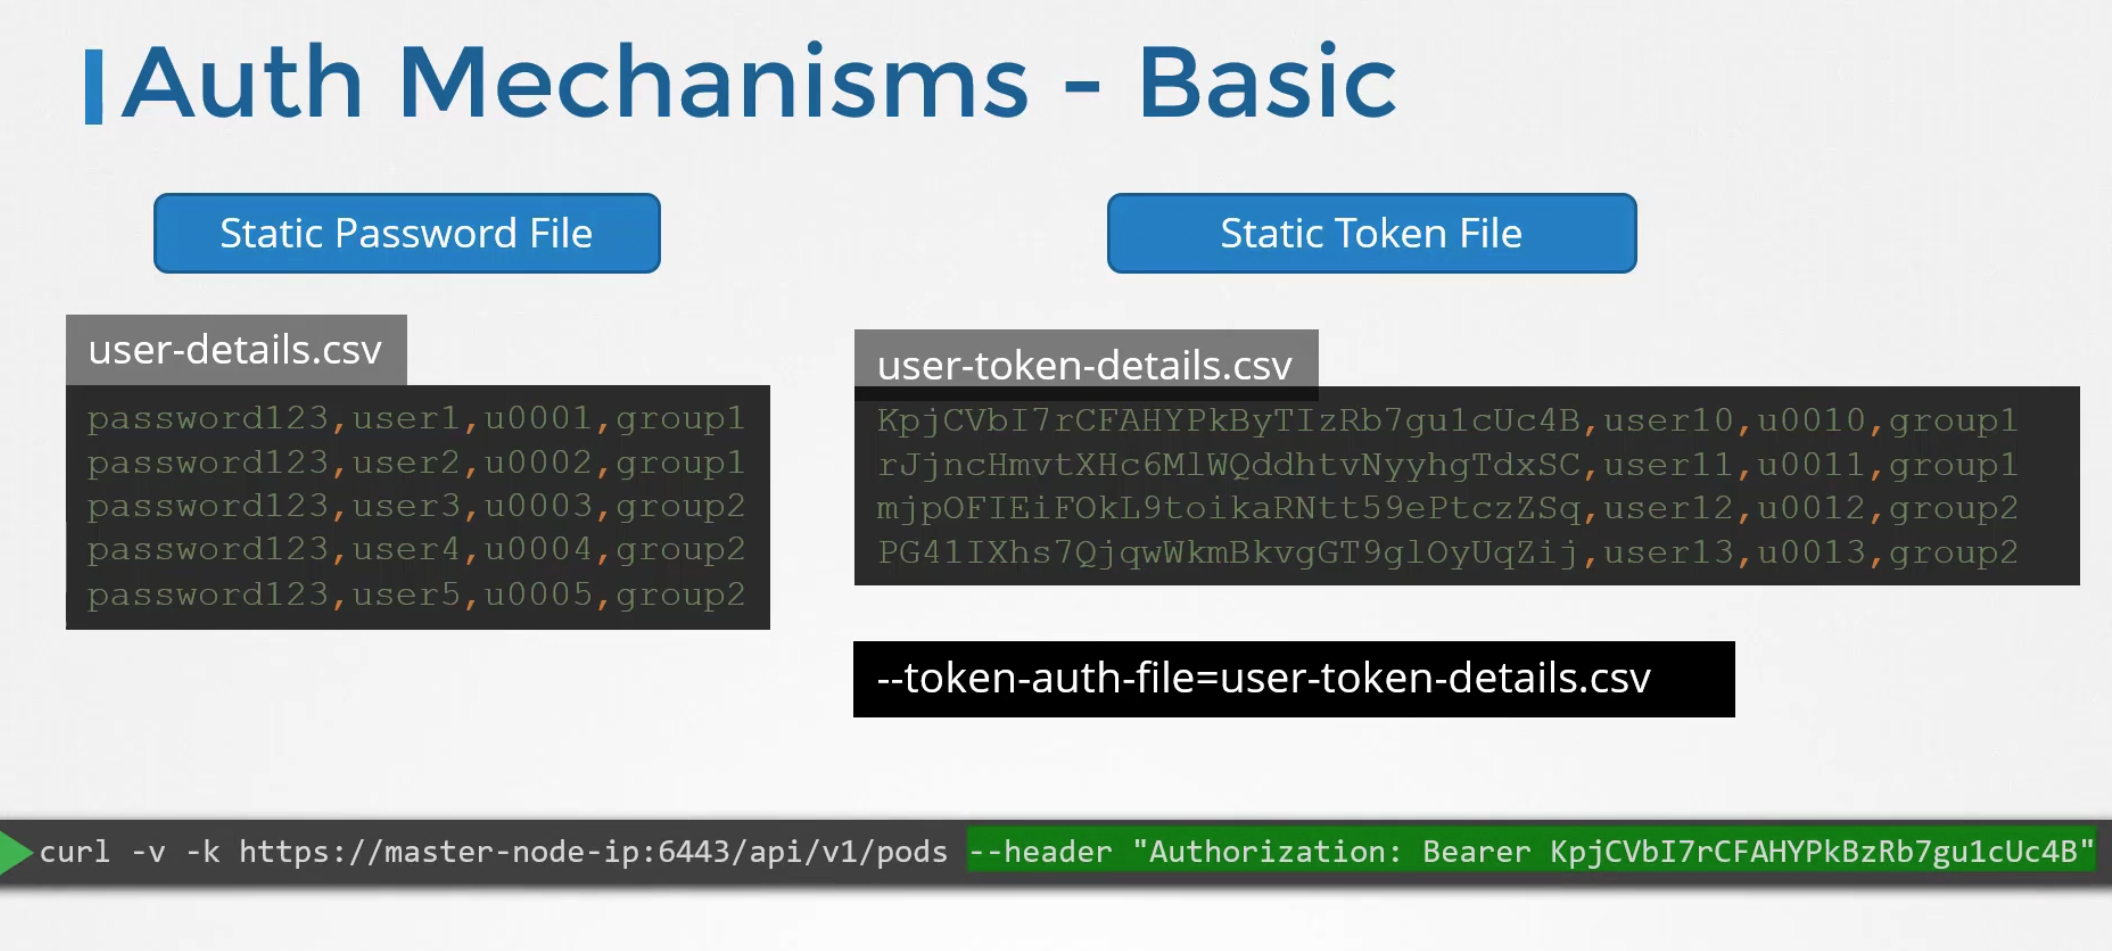 Auth Mechanisms - Basic
Static Password File
Static Token File
user-details.csv
password123,user1,u0001,group1
password123,user2,u0002,group1
password123,user3,u0003,group2
password123,user4,u0004,group2
password123,user5,u0005,group2
user-token-details.csv
KpjCVbI7rCFAHYPkByTIzRb7gu1cUc4B,user10,u0010,group1
rJjncHmvtXHc6MlWQddhtvNyyhgTdxSC,user11,u0011,group1
mjpOFIEiFOkL9toikaRNtt59ePtczZSq,user12,u0012,group2
PG41IXhs7QjqwWkmBkvgGT9glOyUqZij,user13,u0013,group2
--token-auth-file=user-token-details.csv
curl -v -k https://master-node-ip:6443/api/v1/pods --header "Authorization: Bearer KpjCVbI7rCFAHYPkBzRb7gu1cUc4B"